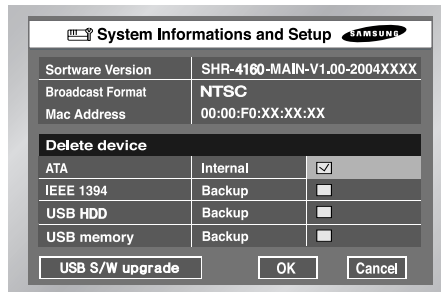 System Informations and Setup SAMSUNG
Sortware Version SHR-4160-MAIN-V1.00-2004XXXX
Broadcast Format NTSC
Mac Address 00:00:F0:XX:XX:XX
Delete device
ATA Internal
IEEE 1394 Backup
USB HDD Backup
USB memory Backup
USB S/W upgrade OK Cancel